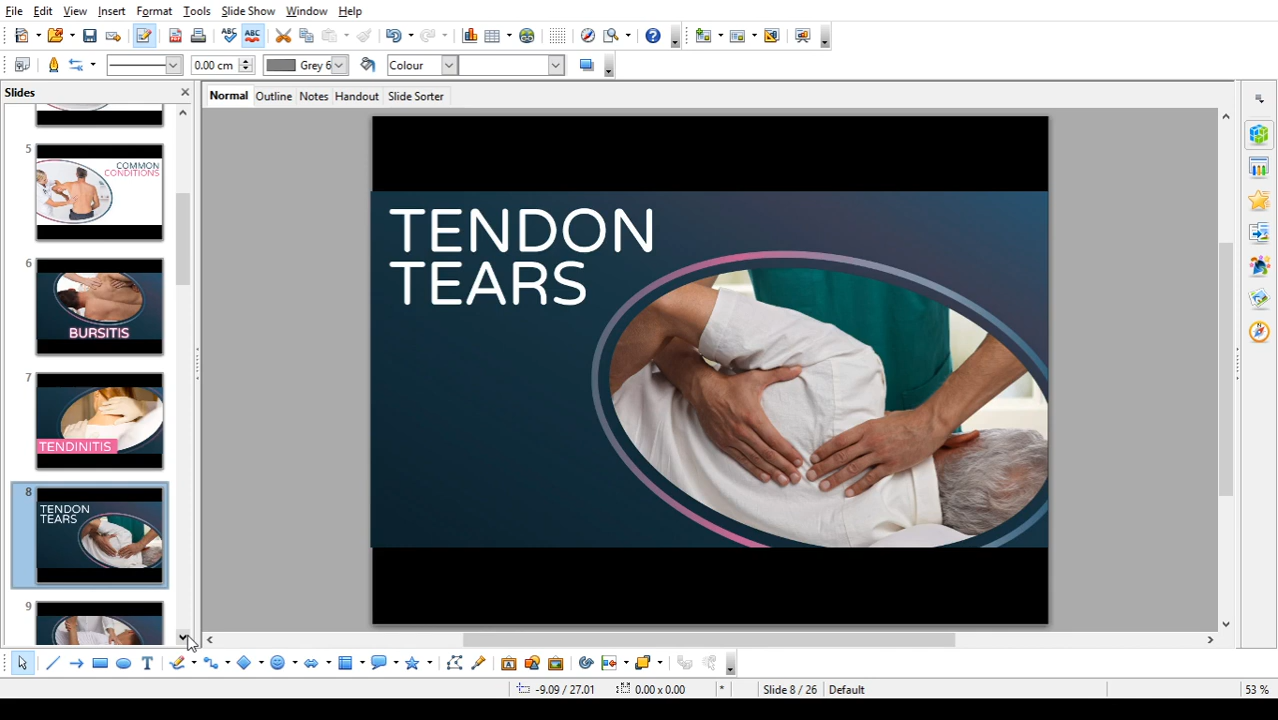 File Edit View Insert Format Tools Slide Show Window Help
ABC ABC
0.00 cm Grey 6 Colour
Slides
Normal Outline Notes Handout Slide Sorter
5
COMMON
CONDITIONS
6
BURSITIS
7
TENDINITIS
8
TENDON
TEARS
9
TENDON
TEARS
T
-9.09 / 27.01 0.00 x 0.00 * Slide 8 / 26 Default 53 %